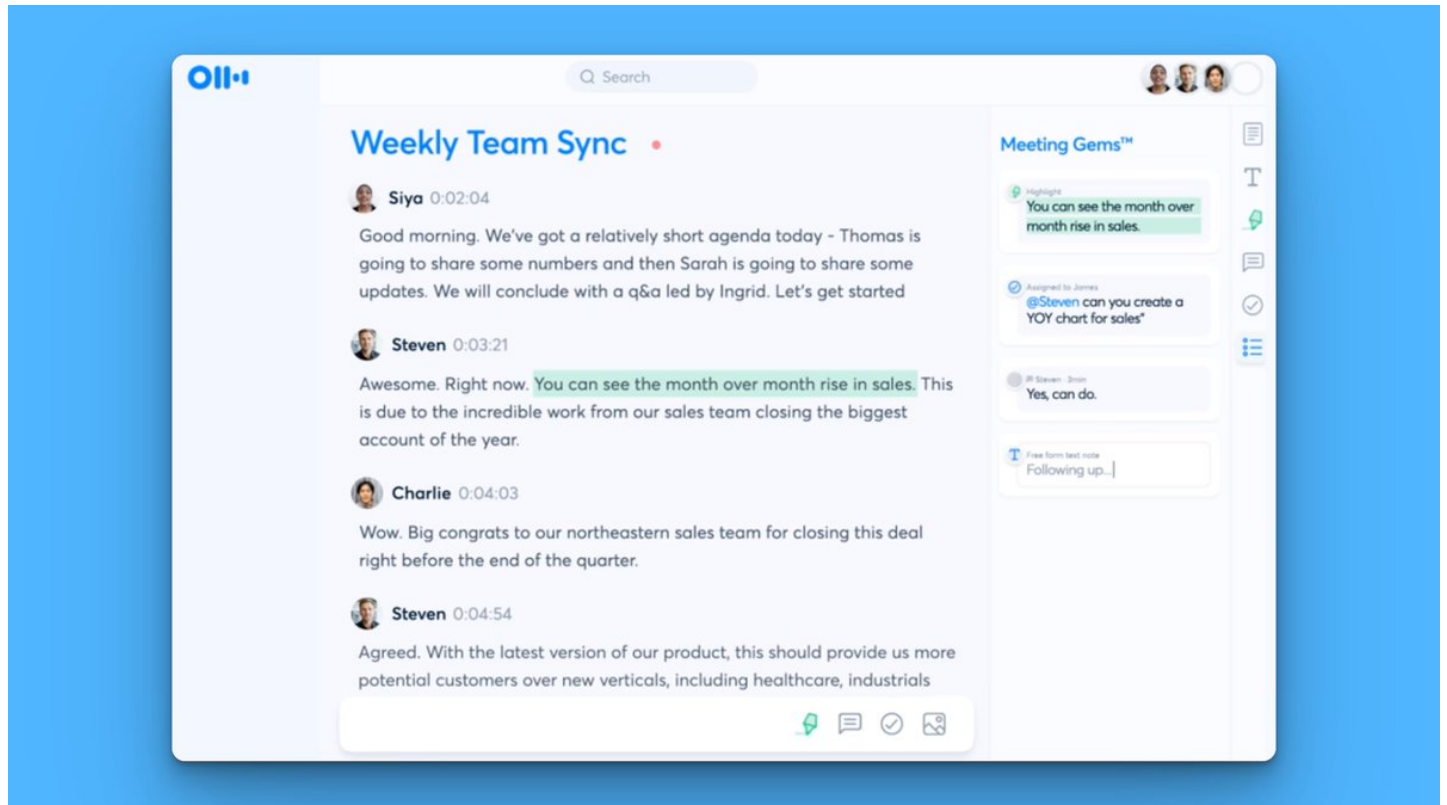 Search
Weekly Team Sync
Siya 0:02:04
Good morning. We've got a relatively short agenda today - Thomas is
going to share some numbers and then Sarah is going to share some
updates. We will conclude with a q&a led by Ingrid. Let's get started
Steven 0:03:21
Awesome. Right now. You can see the month over month rise in sales. This
is due to the incredible work from our sales team closing the biggest
account of the year.
Charlie 0:04:03
Wow. Big congrats to our northeastern sales team for closing this deal
right before the end of the quarter.
Steven 0:04:54
Agreed. With the latest version of our product, this should provide us more
potential customers over new verticals, including healthcare, industrials
Meeting Gems™
Highlight
You can see the month over
month rise in sales.
Assigned to James
@Steven can you create a
YOY chart for sales"
Steven · 2min
Yes, can do.
Free form text note
Following up...